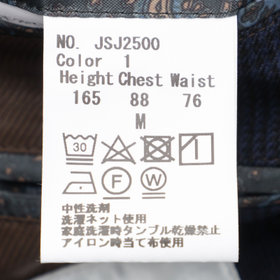 NO. JSJ2500
Color 1
Height Chest Waist
165 88 76
M
30
F W
中性洗剤
洗濯ネット使用
家庭洗濯時タンブル乾燥禁止
アイロン時当て布使用